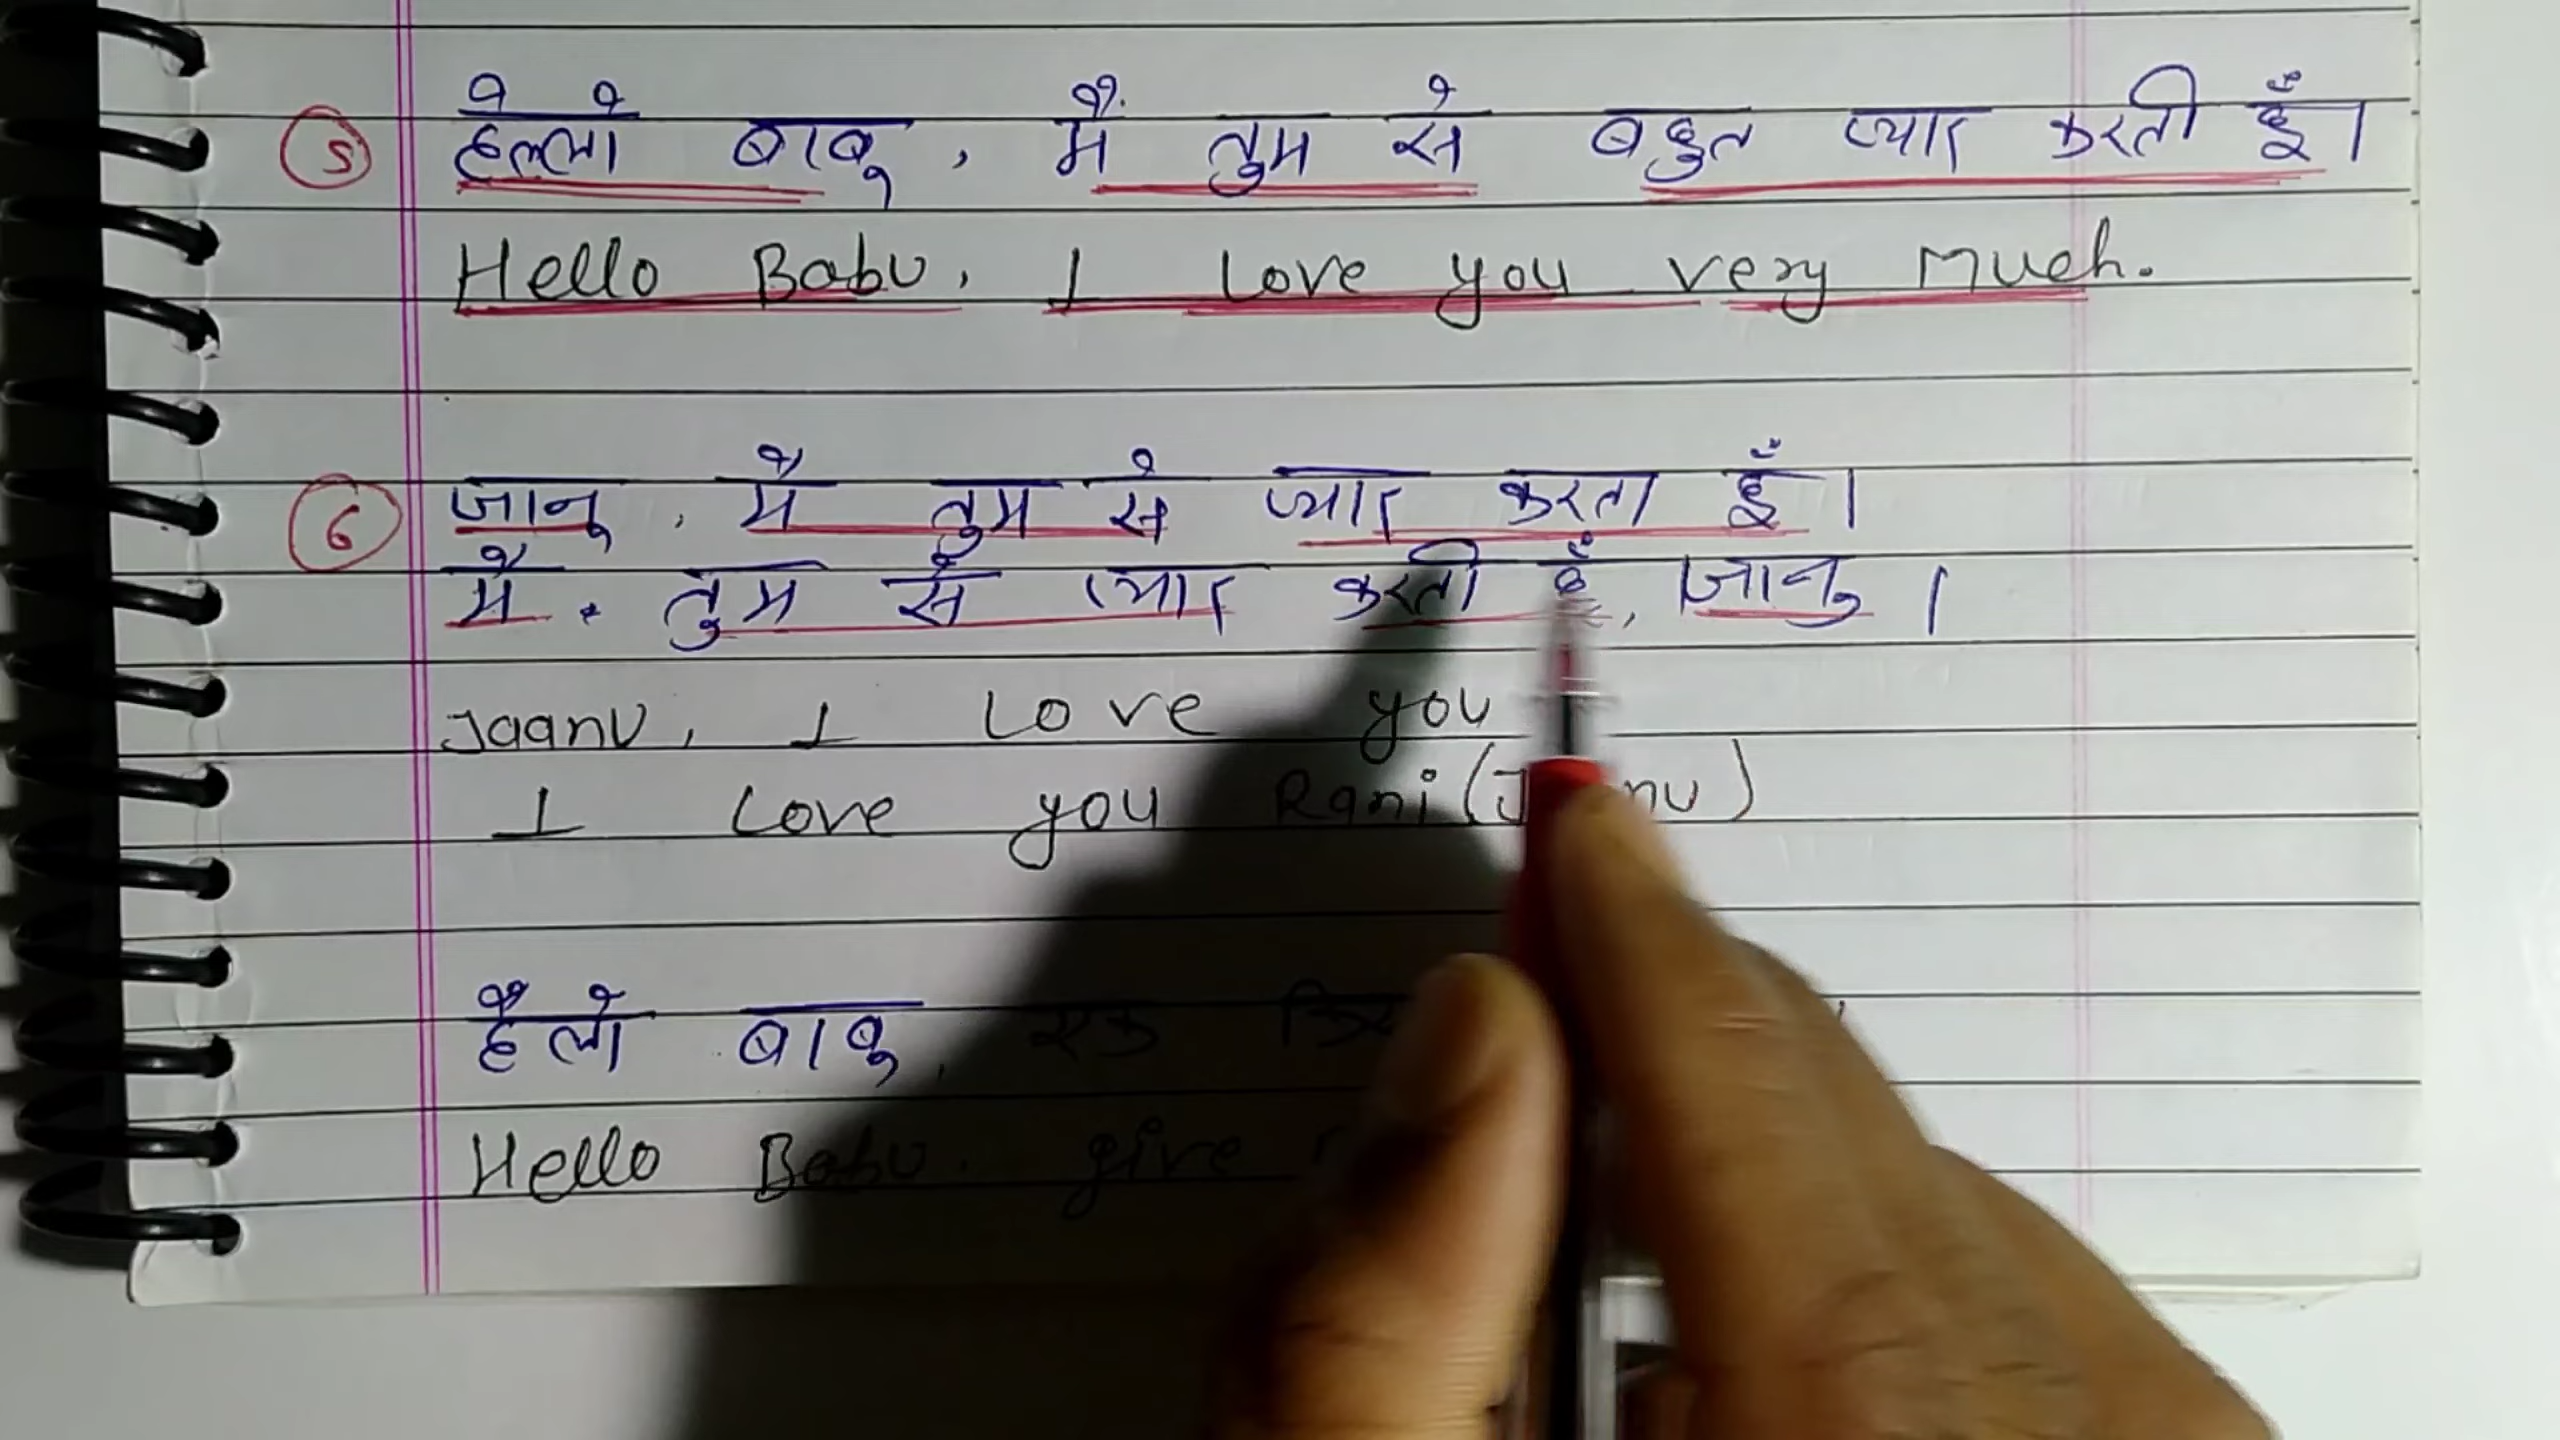 5 हेल्लो बाबू, मैं तुम से बहुत प्यार करती हूँ।
Hello Babu, I Love you very Much.
6 जानू, मैं तुम से प्यार करता हूँ।
मैं, तुम से प्यार करती हूँ, जानू।
Jaanu, I Love you
I Love you Rani (
हैलो बाबू, एक
Hello Babu, give